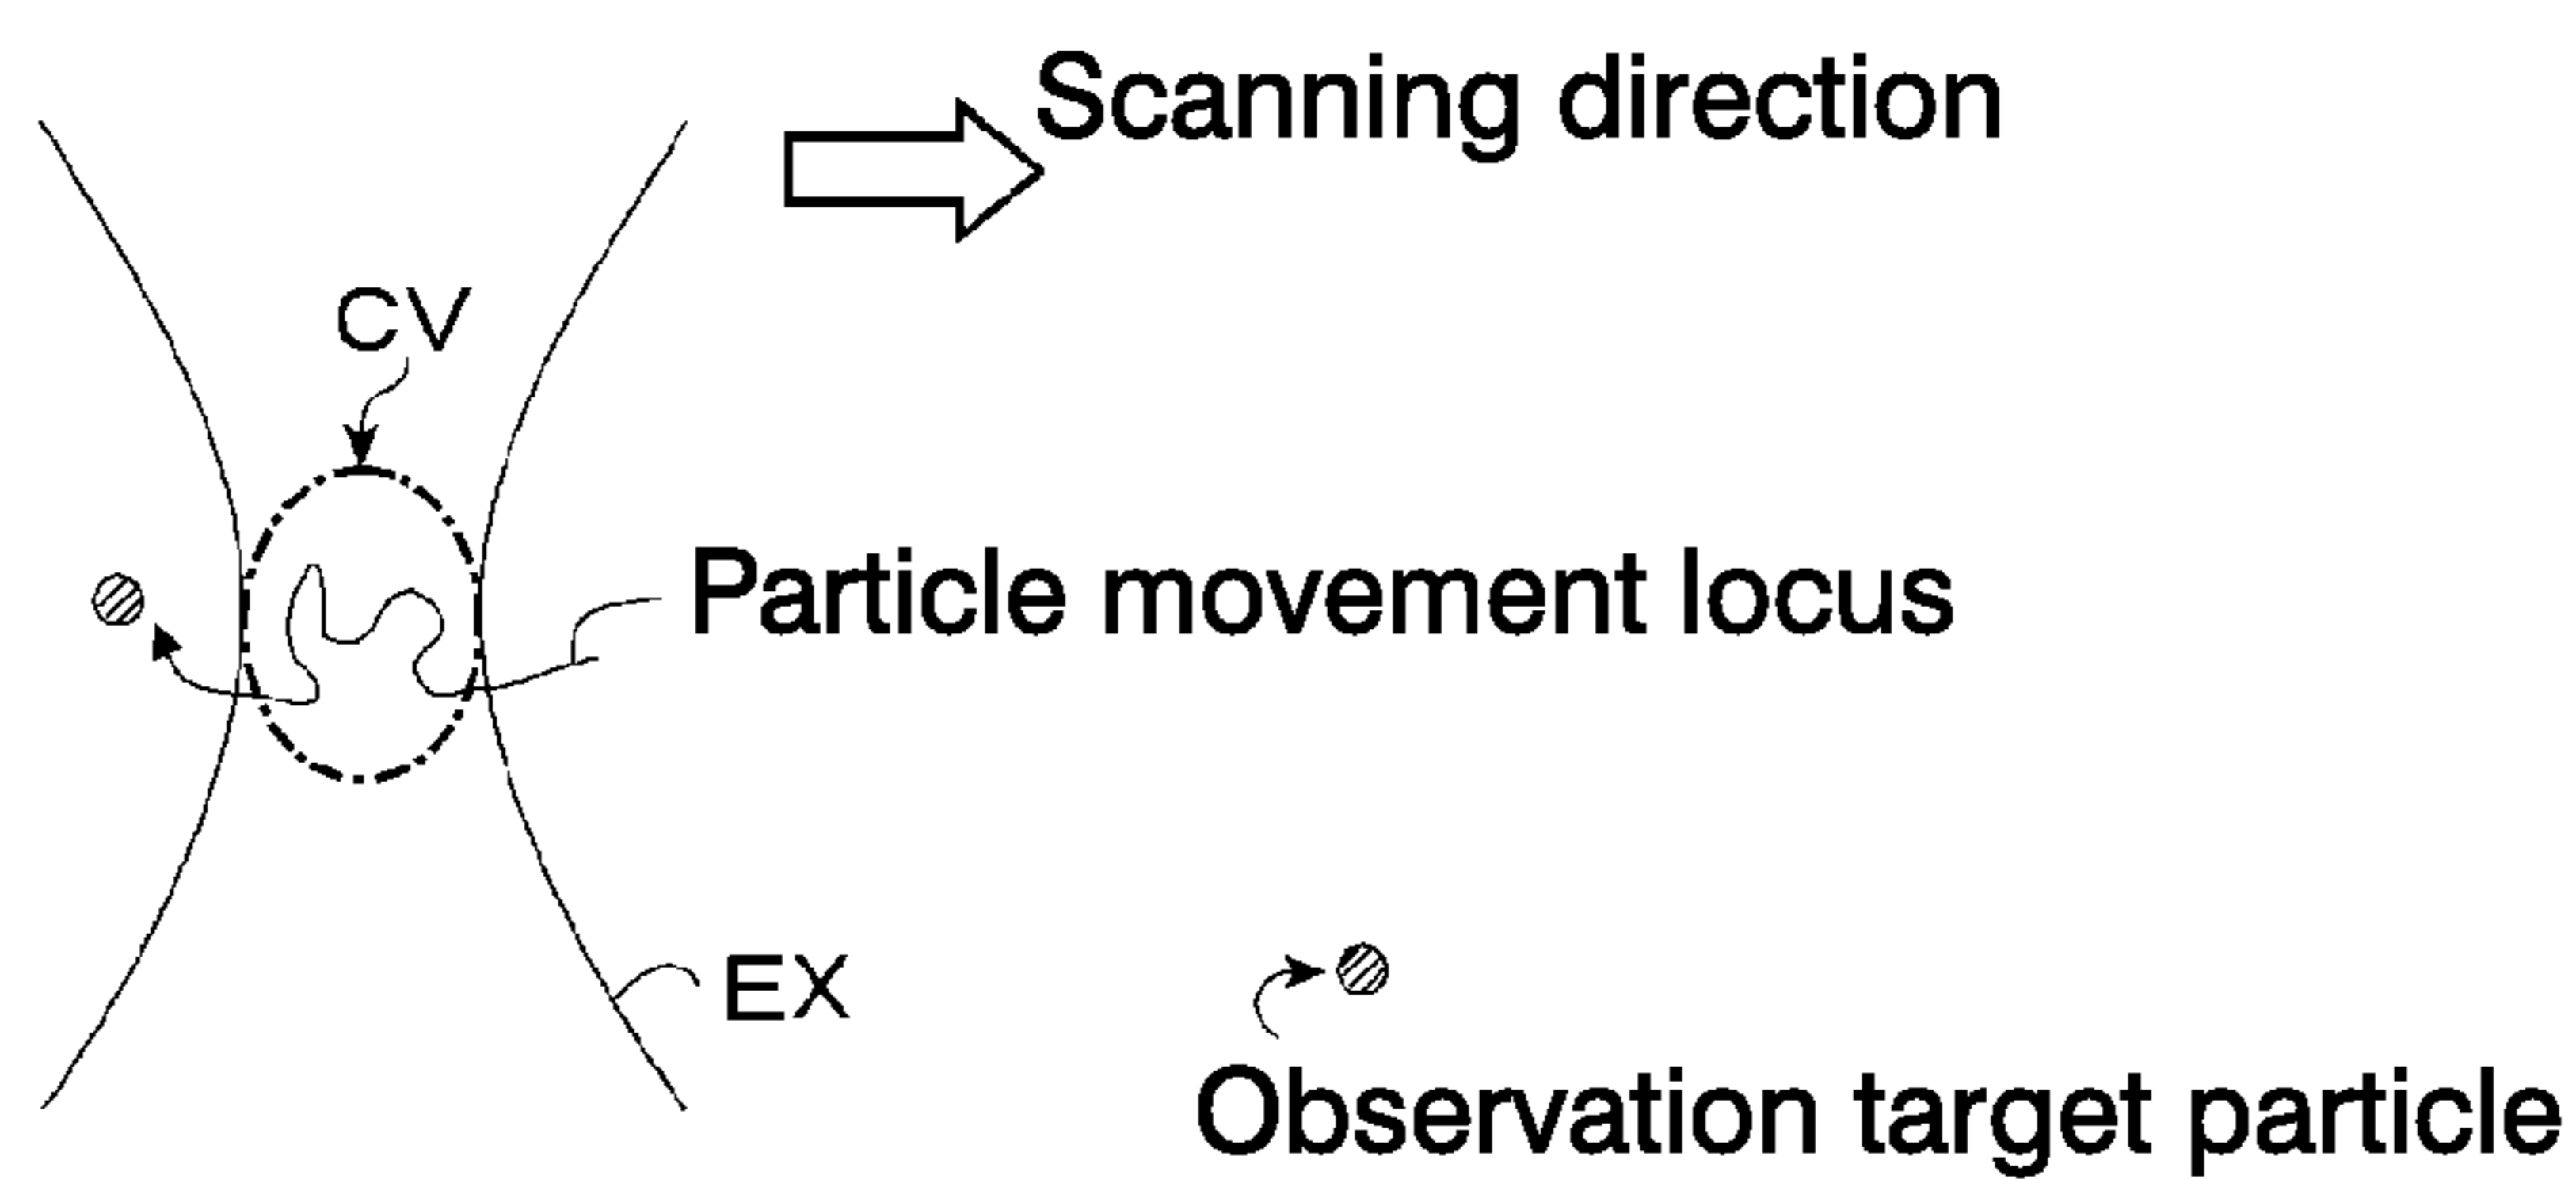 Scanning direction
CV
Particle movement locus
EX
Observation target particle